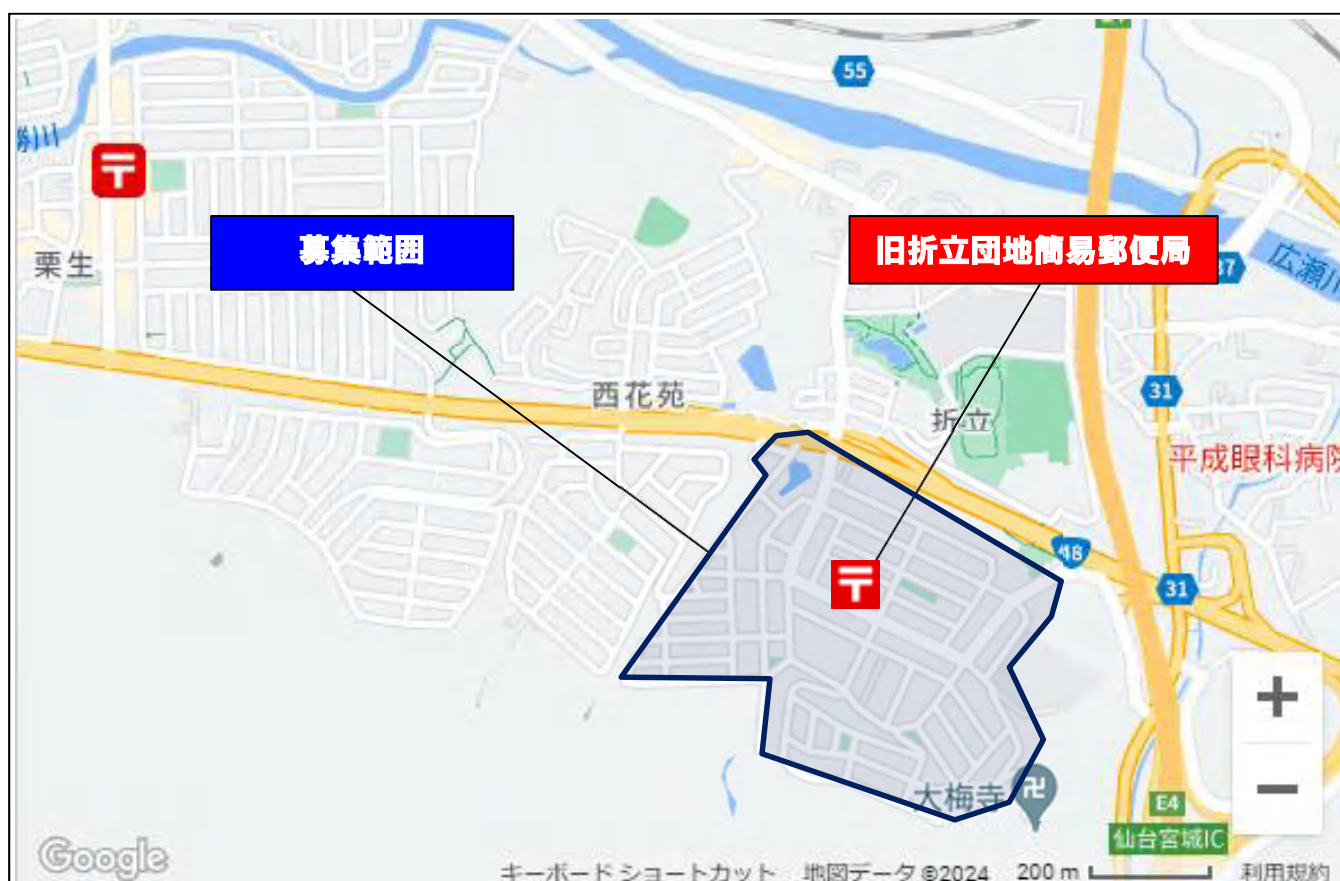 55
募集範囲
旧折立団地簡易郵便局
栗生
37
広瀬川
西花苑
折立
31
平成眼科病院
48
31
大梅寺
卍
E4
仙台宮城IC
+
−
Google
キーボード ショートカット 地図データ ©2024 200 m 利用規約